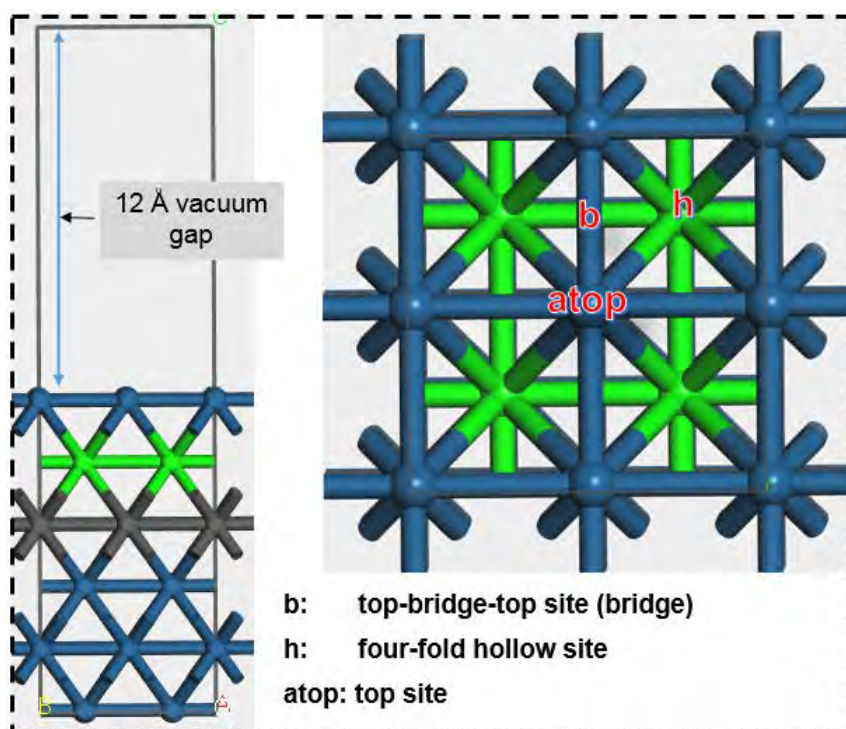 C
12 Å vacuum
gap
B
A
b
h
atop
b: top-bridge-top site (bridge)
h: four-fold hollow site
atop: top site